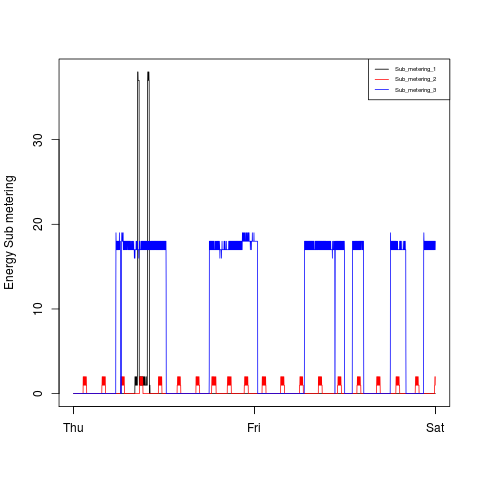 Sub_metering_1
Sub_metering_2
Sub_metering_3
Energy Sub metering
30
20
10
0
Thu Fri Sat